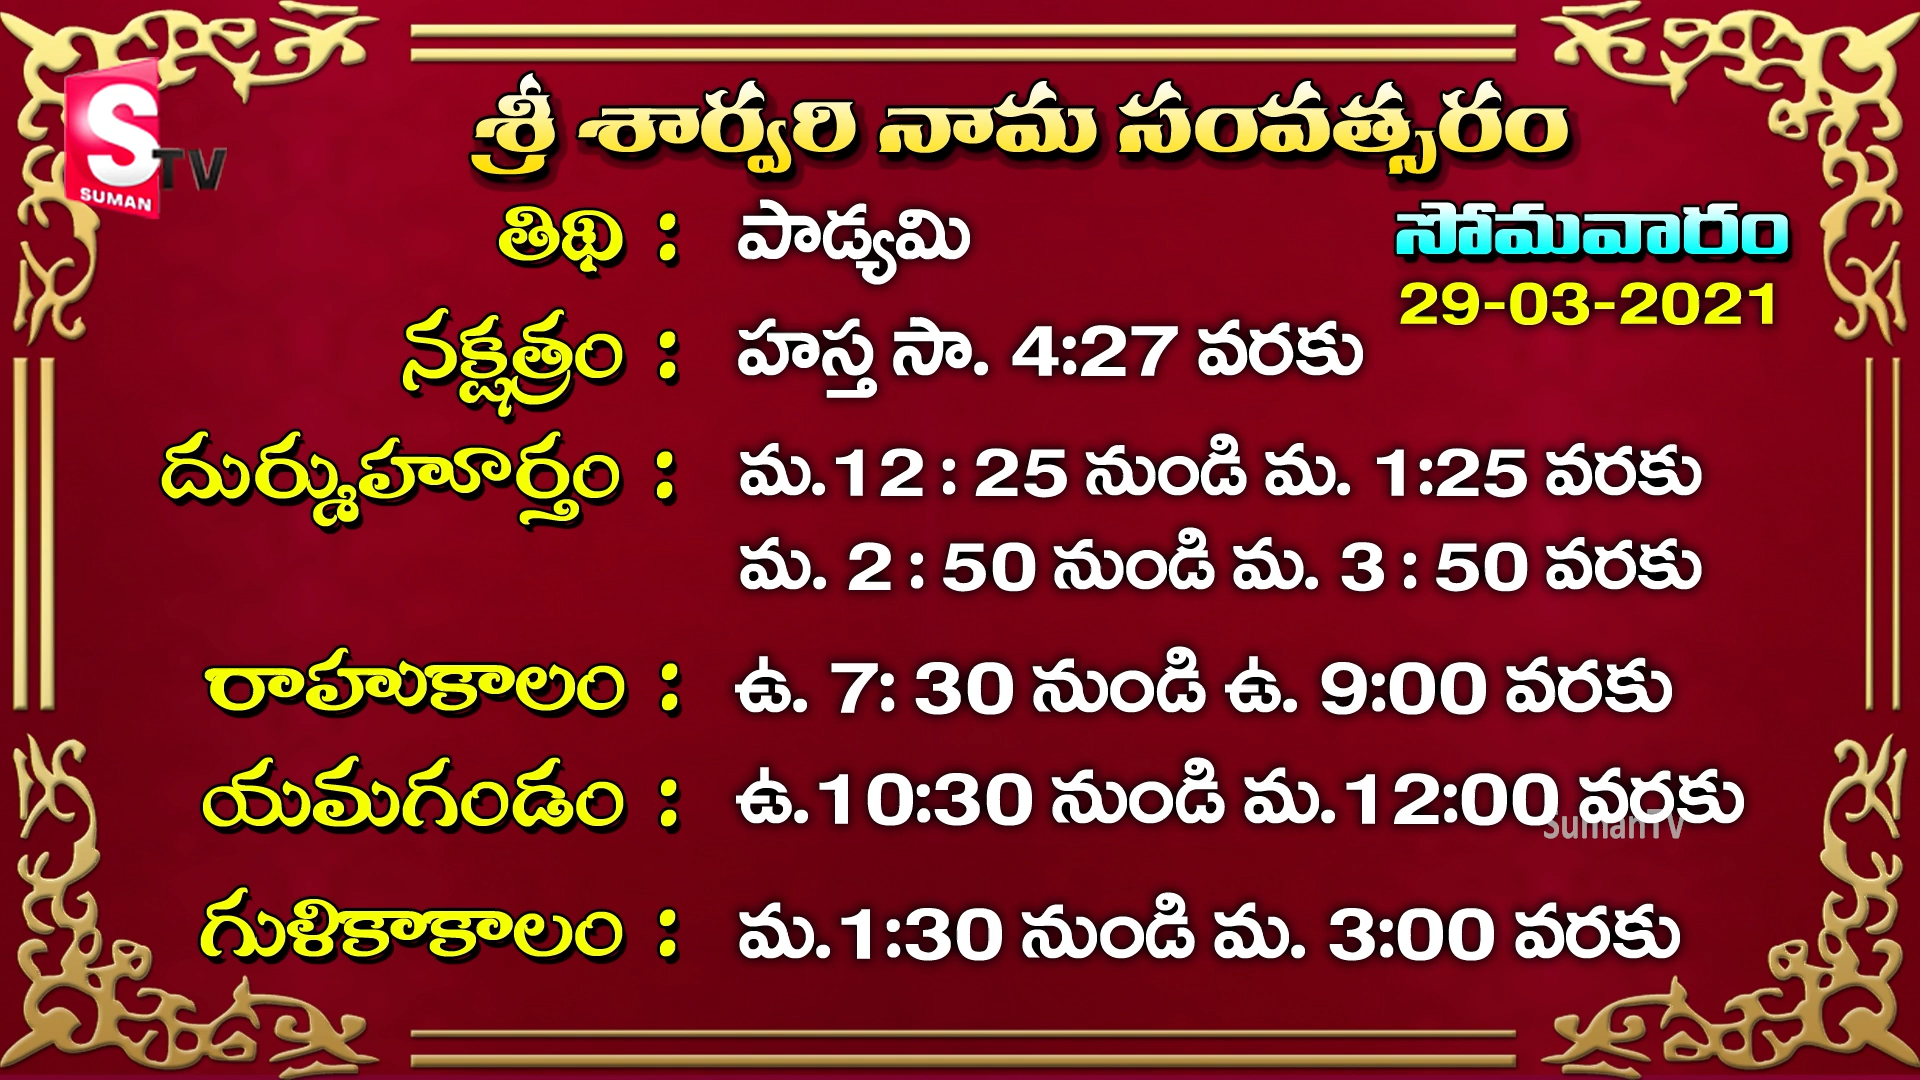 S TV
SUMAN
శ్రీ శార్వరి నామ సంవత్సరం
తిథి : పాడ్యమి
సోమవారం
29-03-2021
నక్షత్రం : హస్త సా. 4:27 వరకు
దుర్ముహూర్తం : మ.12 : 25 నుండి మ. 1:25 వరకు
మ. 2 : 50 నుండి మ. 3 : 50 వరకు
రాహుకాలం : ఉ. 7: 30 నుండి ఉ. 9:00 వరకు
యమగండం : ఉ.10:30 నుండి మ.12:00 వరకు
SumanTV
గుళికాకాలం : మ.1:30 నుండి మ. 3:00 వరకు